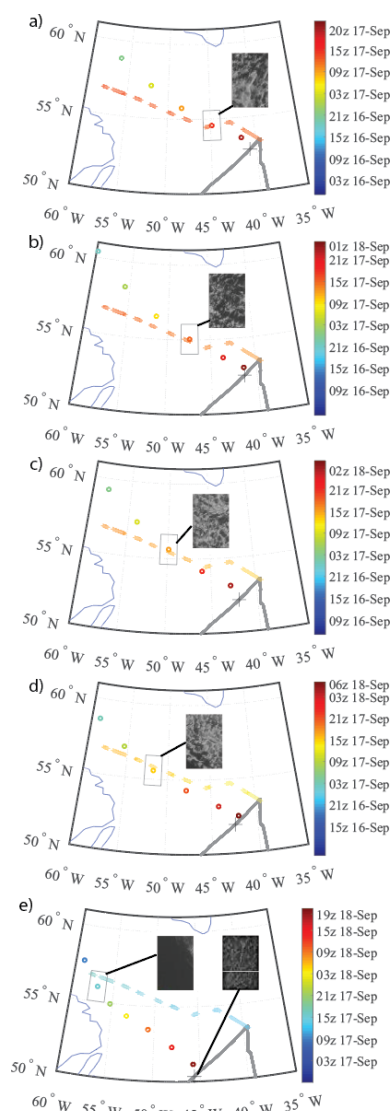 a)
60° N
55° N
50° N
60° W
55° W
50° W
45° W
40° W
35° W
20z 17-Sep
15z 17-Sep
09z 17-Sep
03z 17-Sep
21z 16-Sep
15z 16-Sep
09z 16-Sep
03z 16-Sep
b)
60° N
55° N
50° N
60° W
55° W
50° W
45° W
40° W
35° W
01z 18-Sep
21z 17-Sep
15z 17-Sep
09z 17-Sep
03z 17-Sep
21z 16-Sep
15z 16-Sep
09z 16-Sep
c)
60° N
55° N
50° N
60° W
55° W
50° W
45° W
40° W
35° W
02z 18-Sep
21z 17-Sep
15z 17-Sep
09z 17-Sep
03z 17-Sep
21z 16-Sep
15z 16-Sep
09z 16-Sep
d)
60° N
55° N
50° N
60° W
55° W
50° W
45° W
40° W
35° W
06z 18-Sep
03z 18-Sep
21z 17-Sep
15z 17-Sep
09z 17-Sep
03z 17-Sep
21z 16-Sep
15z 16-Sep
e)
60° N
55° N
50° N
60° W
55° W
50° W
45° W
40° W
35° W
19z 18-Sep
15z 18-Sep
09z 18-Sep
03z 18-Sep
21z 17-Sep
15z 17-Sep
09z 17-Sep
03z 17-Sep